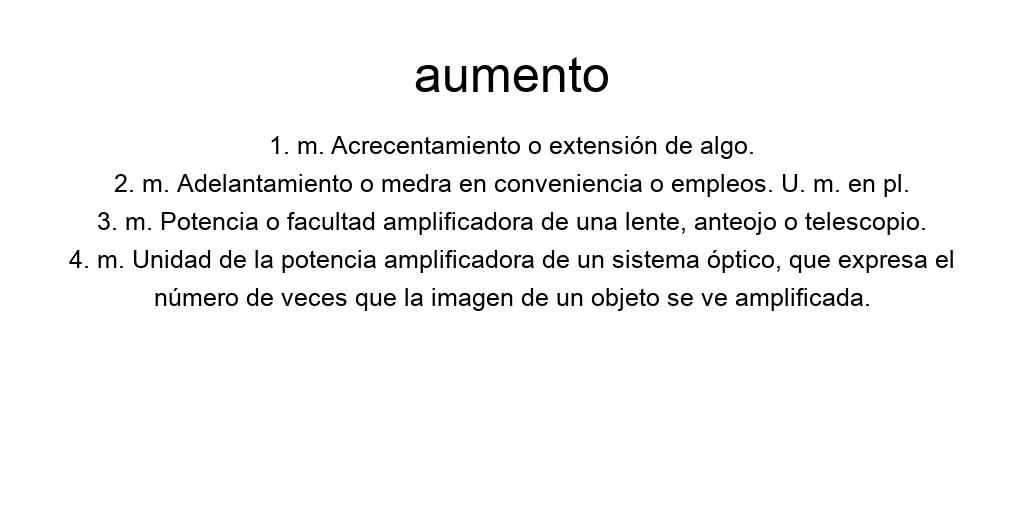 aumento
1. m. Acrecentamiento o extensión de algo.
2. m. Adelantamiento o medra en conveniencia o empleos. U. m. en pl.
3. m. Potencia o facultad amplificadora de una lente, anteojo o telescopio.
4. m. Unidad de la potencia amplificadora de un sistema óptico, que expresa el
número de veces que la imagen de un objeto se ve amplificada.